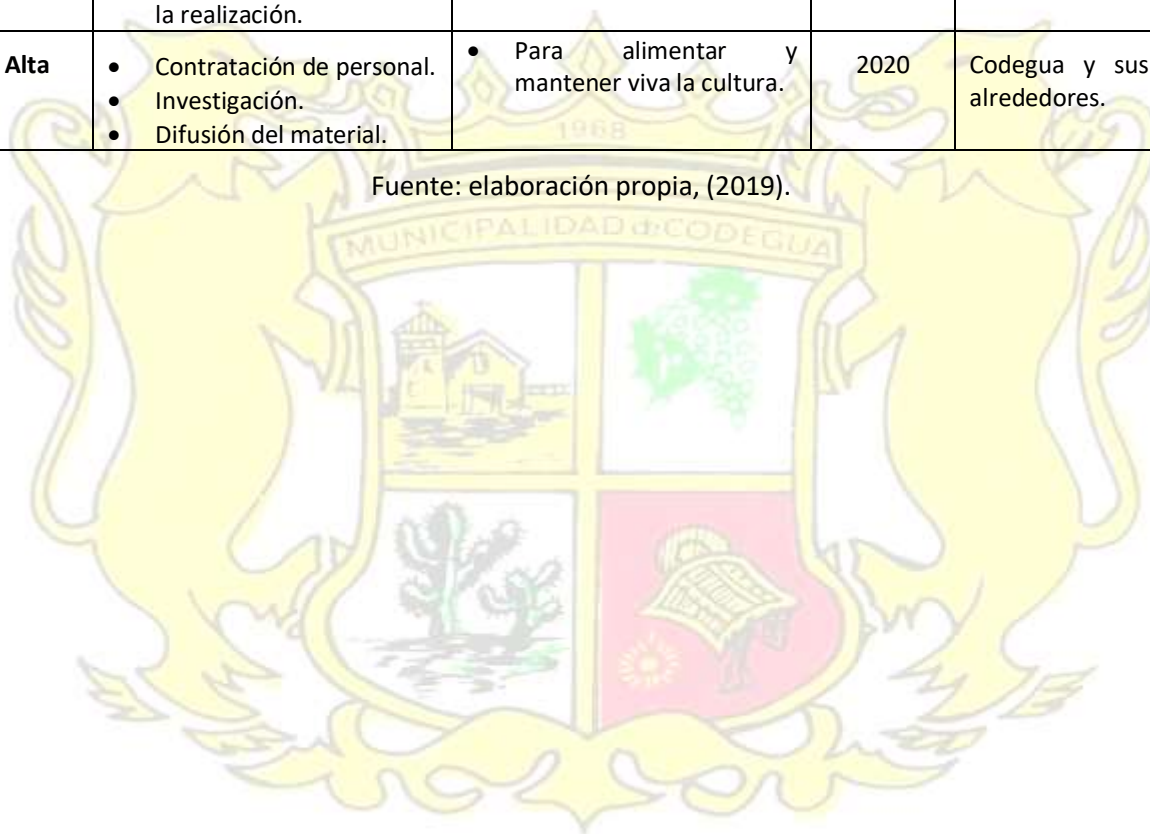 la realización.
Alta
• Contratación de personal.
• Investigación.
• Difusión del material.
• Para alimentar y
mantener viva la cultura.
2020
Codegua y sus
alrededores.
1968
Fuente: elaboración propia, (2019).
MUNICIPALIDAD de CODEGUA